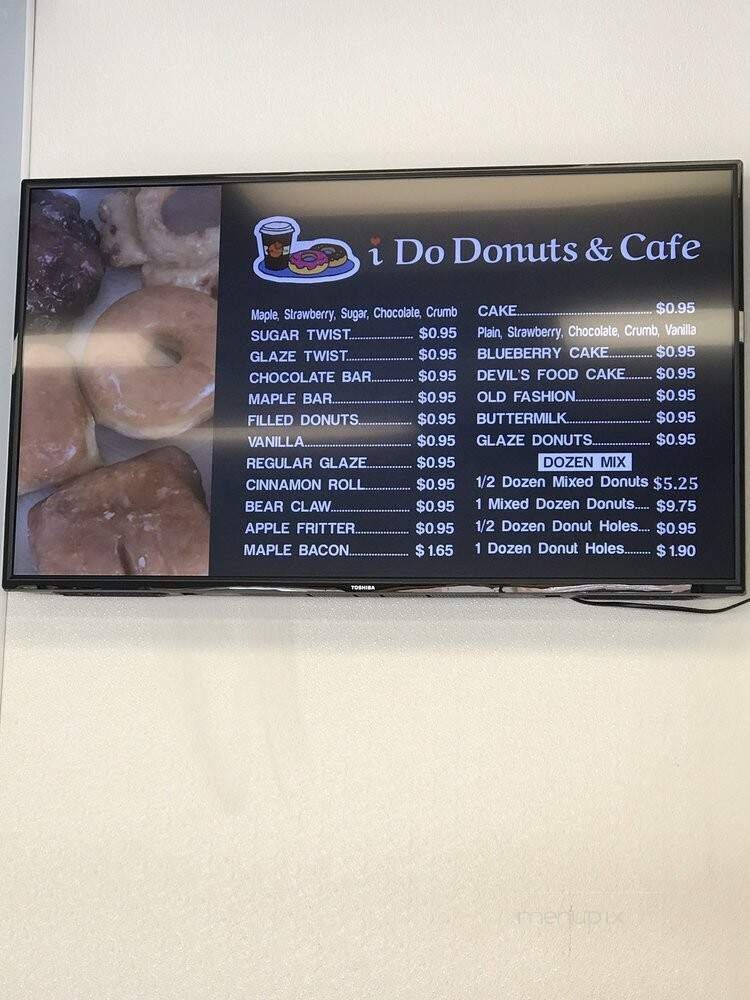 i Do Donuts & Cafe
Maple, Strawberry, Sugar, Chocolate, Crumb
SUGAR TWIST................ $0.95
GLAZE TWIST................ $0.95
CHOCOLATE BAR.......... $0.95
MAPLE BAR.................... $0.95
FILLED DONUTS............. $0.95
VANILLA........................... $0.95
REGULAR GLAZE........... $0.95
CINNAMON ROLL........... $0.95
BEAR CLAW.................... $0.95
APPLE FRITTER.............. $0.95
MAPLE BACON............... $1.65
CAKE.................................. $0.95
Plain, Strawberry, Chocolate, Crumb, Vanilla
BLUEBERRY CAKE........... $0.95
DEVIL'S FOOD CAKE....... $0.95
OLD FASHION................... $0.95
BUTTERMILK...................... $0.95
GLAZE DONUTS............... $0.95
DOZEN MIX
1/2 Dozen Mixed Donuts $5.25
1 Mixed Dozen Donuts.... $9.75
1/2 Dozen Donut Holes.... $0.95
1 Dozen Donut Holes....... $1.90
TOSHIBA
menupix